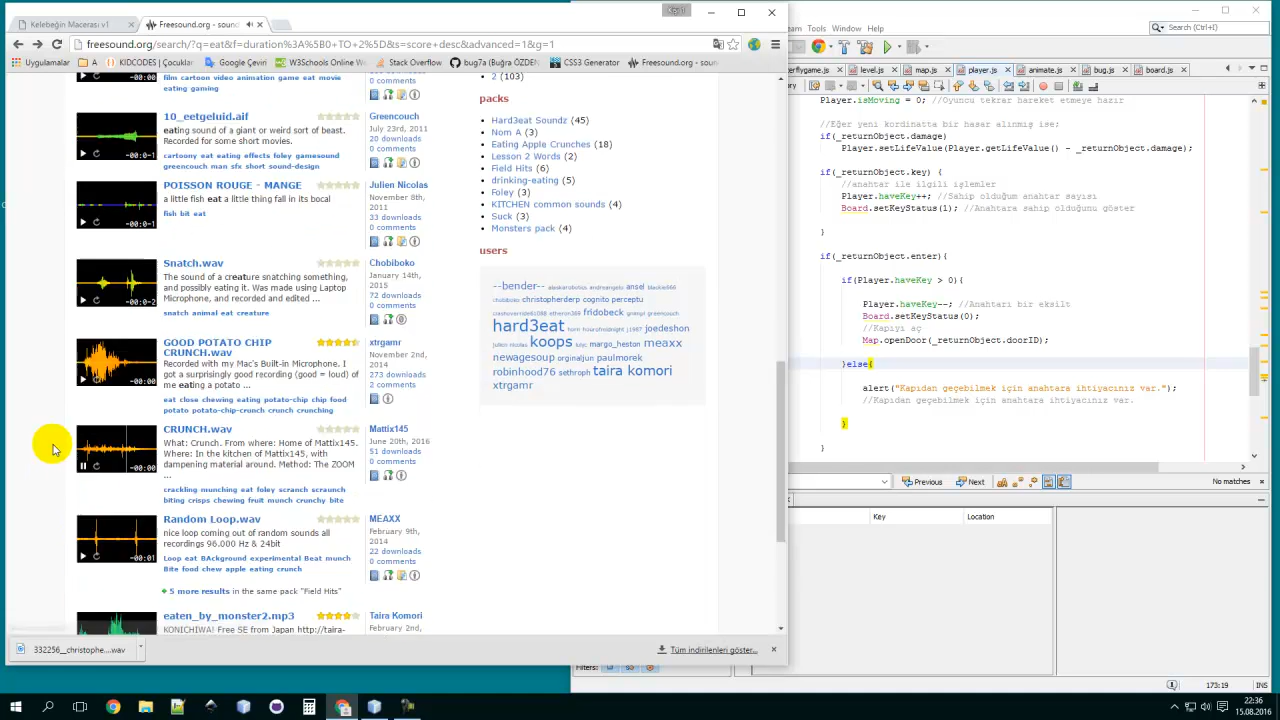 Kelebeğin Macerası v1
Freesound.org - soun
freesound.org/search/?q=eat&f=duration%3A%5B0 TO 2%5D&s=score desc&advanced=1&g=
Uygulamalar
KIDCODES | Çocuklar
Google Çeviri
W3Schools Online W
Stack Overflow
bug7a (Buğra ÖZDEN)
CSS3 Generator
Freesound.org - soun
film cartoon video animation game eat movie
eating gaming
10_eetgeluid.aif
eating sound of a giant or weird sort of beast.
Recorded for some short movies.
cartoony eat eating effects foley gamesound
greencouch man sfx short sound-design
Greencouch
July 23rd, 2011
20 downloads
0 comments
POISSON ROUGE - MANGE
a little fish eat a little thing fall in its bocal
fish bit eat
Julien Nicolas
November 8th,
2011
33 downloads
0 comments
Snatch.wav
The sound of a creature snatching something,
and possibly eating it. Was made using Laptop
Microphone, and recorded and edited ...
snatch animal eat creature
Chobiboko
January 14th,
2015
72 downloads
0 comments
GOOD POTATO CHIP
CRUNCH.wav
Recorded with my Mac's Built-in Microphone. I
got a surprisingly good recording (good = loud) of
me eating a potato ...
eat close chewing eating potato-chip chip food
potato potato-chip-crunch crunch crunching
xtrgamr
November 2nd,
2014
273 downloads
2 comments
CRUNCH.wav
What: Crunch. From where: Home of Mattix145.
Where: In the kitchen of Mattix145, with
dampening material around. Method: The ZOOM
...
crackling munching eat foley scranch scraunch
biting crisps chewing fruit munch crunchy bite
Mattix145
June 20th, 2016
51 downloads
0 comments
Random Loop.wav
nice loop coming out of random sounds all
recordings 96.000 Hz & 24bit
Loop eat BAckground experimental Beat munch
Bite food chew apple eating crunch
5 more results in the same pack "Field Hits"
MEAXX
February 9th,
2014
22 downloads
0 comments
eaten_by_monster2.mp3
KONICHIWA! Free SE from Japan http://taira-
Taira Komori
February 2nd,
2 (103)
packs
Hard3eat Soundz (45)
Nom A (3)
Eating Apple Crunches (18)
Lesson 2 Words (2)
Field Hits (6)
drinking-eating (5)
Foley (3)
KITCHEN common sounds (4)
Suck (3)
Monsters pack (4)
users
--bender-- alaskarobotics andreangelo ansel blackie666
chobiboko christopherderp cognito perceptu
fridobeck greencouch
hard3eat joedeshon
julien nicolas koops margo_heston meaxx
newagesoup orginaljun paulmorek
robinhood76 sethroph taira komori
xtrgamr
332256__christophe....wav
Tüm indirilenleri göster...
Team Tools Window Help
Search (Ctrl+I)
terflygame.js
level.js
map.js
player.js
animate.js
key.js
board.js
Player.isMoving = 0; //Oyuncu tekrar hareket etmeye hazır
//Eğer yeni kordinatta bir hasar alınmış ise;
if(_returnObject.damage)
Player.setLifeValue(Player.getLifeValue() - _returnObject.damage);
if(_returnObject.key) {
//anahtar ile ilgili işlemler
Player.haveKey++; //Sahip olduğum anahtar sayısı
Board.setKeyStatus(1); //Anahtara sahip olduğunu göster
}
if(_returnObject.enter){
if(Player.haveKey > 0){
Player.haveKey--; //Anahtarı bir eksilt
Board.setKeyStatus(0);
//Kapıyı aç
Map.openDoor(_returnObject.doorID);
}else{
alert("Kapıdan geçebilmek için anahtara ihtiyacınız var.");
//Kapıdan geçebilmek için anahtara ihtiyacınız var.
}
}
Previous
Next
No matches
Key
Location
Filters:
173:19
INS
22:36
15.08.2016